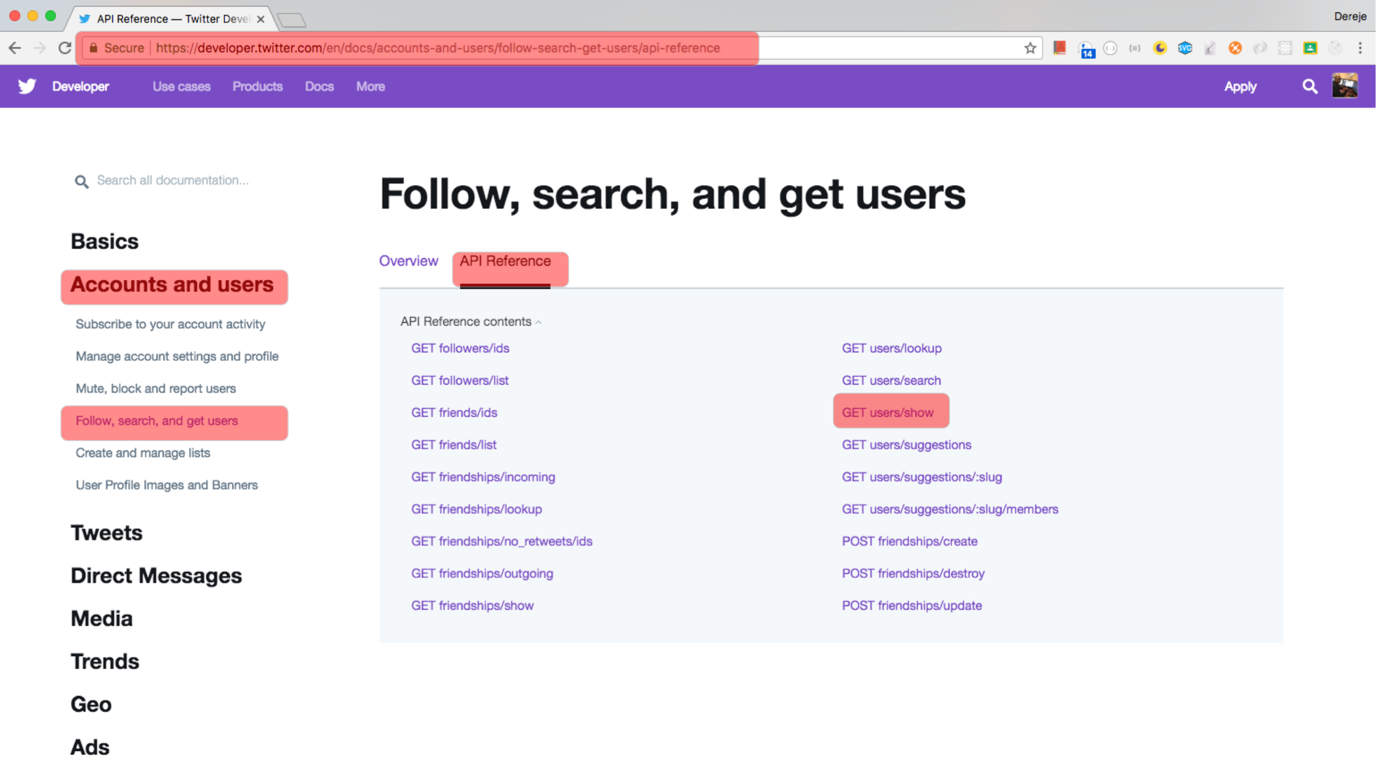 API Reference — Twitter Deve
Dereje
Secure https://developer.twitter.com/en/docs/accounts-and-users/follow-search-get-users/api-reference
14
{n}
SVG
Developer Use cases Products Docs More Apply
Search all documentation...
Follow, search, and get users
Basics
Overview API Reference
Accounts and users
Subscribe to your account activity
Manage account settings and profile
Mute, block and report users
Follow, search, and get users
Create and manage lists
User Profile Images and Banners
Tweets
Direct Messages
Media
Trends
Geo
Ads
API Reference contents
GET followers/ids
GET followers/list
GET friends/ids
GET friends/list
GET friendships/incoming
GET friendships/lookup
GET friendships/no_retweets/ids
GET friendships/outgoing
GET friendships/show
GET users/lookup
GET users/search
GET users/show
GET users/suggestions
GET users/suggestions/:slug
GET users/suggestions/:slug/members
POST friendships/create
POST friendships/destroy
POST friendships/update